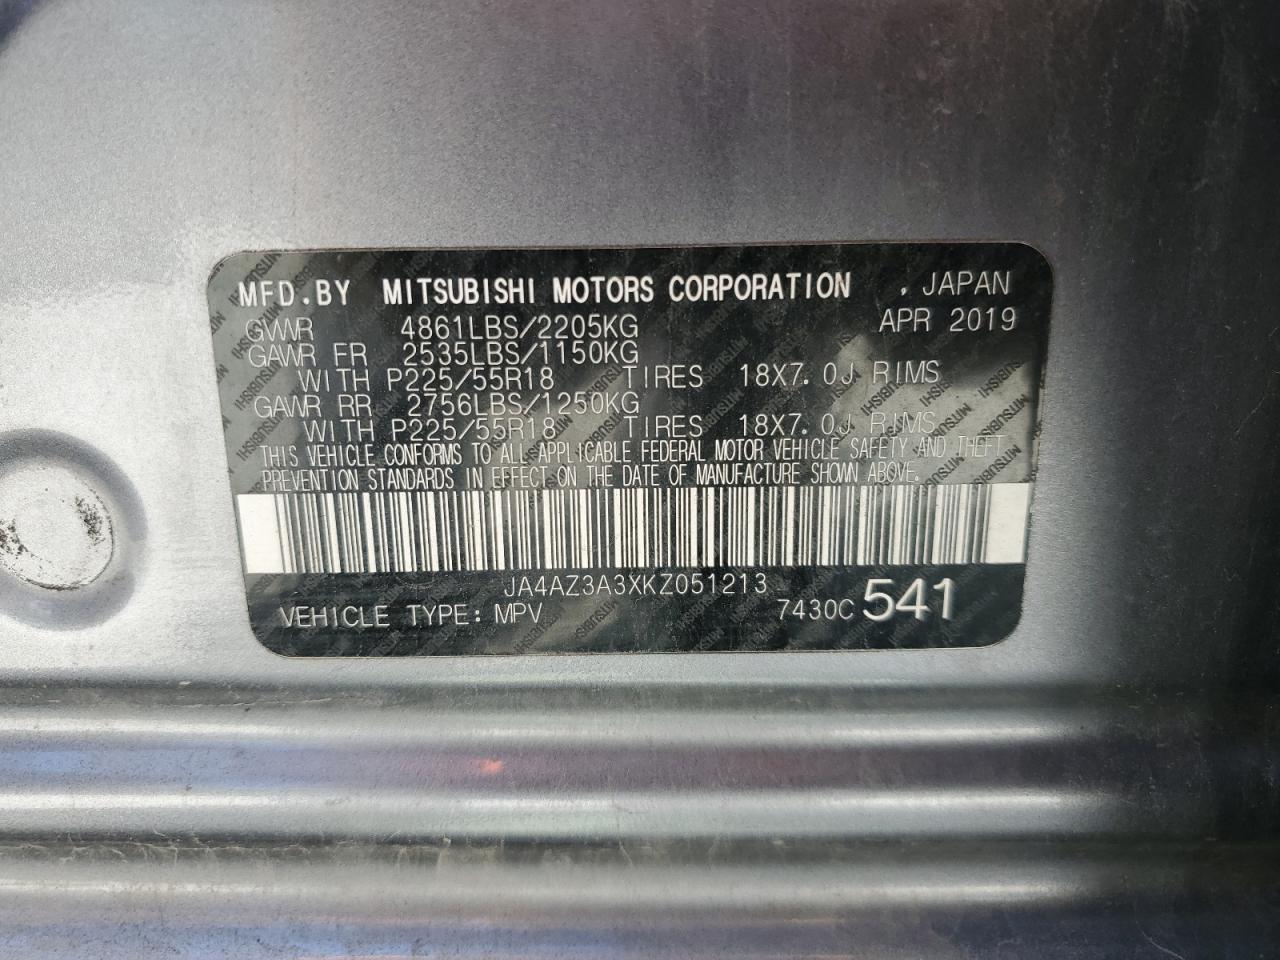 MFD.BY MITSUBISHI MOTORS CORPORATION , JAPAN
GWWR 4861LBS/2205KG APR 2019
GAWR FR 2535LBS/1150KG
WITH P225/55R18 TIRES 18X7.0J RIMS
GAWR RR 2756LBS/1250KG
WITH P225/55R18 TIRES 18X7.0J RIMS
THIS VEHICLE CONFORMS TO ALL APPLICABLE FEDERAL MOTOR VEHICLE SAFETY AND THEFT
PREVENTION STANDARDS IN EFFECT ON THE DATE OF MANUFACTURE SHOWN ABOVE.
JA4AZ3A3XKZ051213
VEHICLE TYPE: MPV 7430C 541